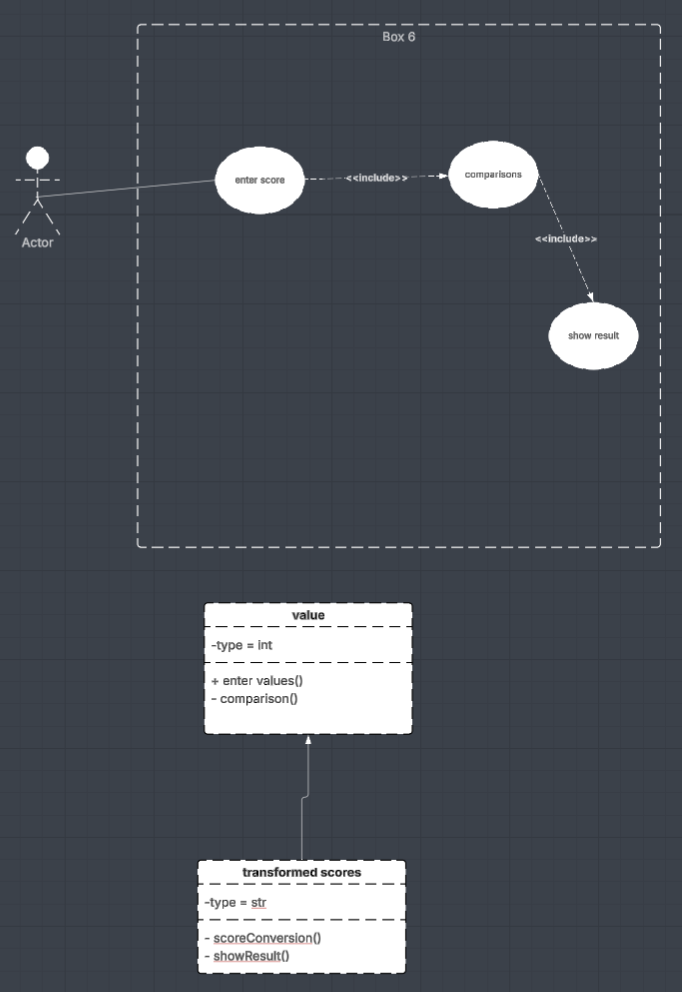 Box 6
enter score
<<include>>
comparisons
Actor
<<include>>
show result
value
-type = int
+ enter values()
- comparison()
transformed scores
-type = str
- scoreConversion()
- showResult()